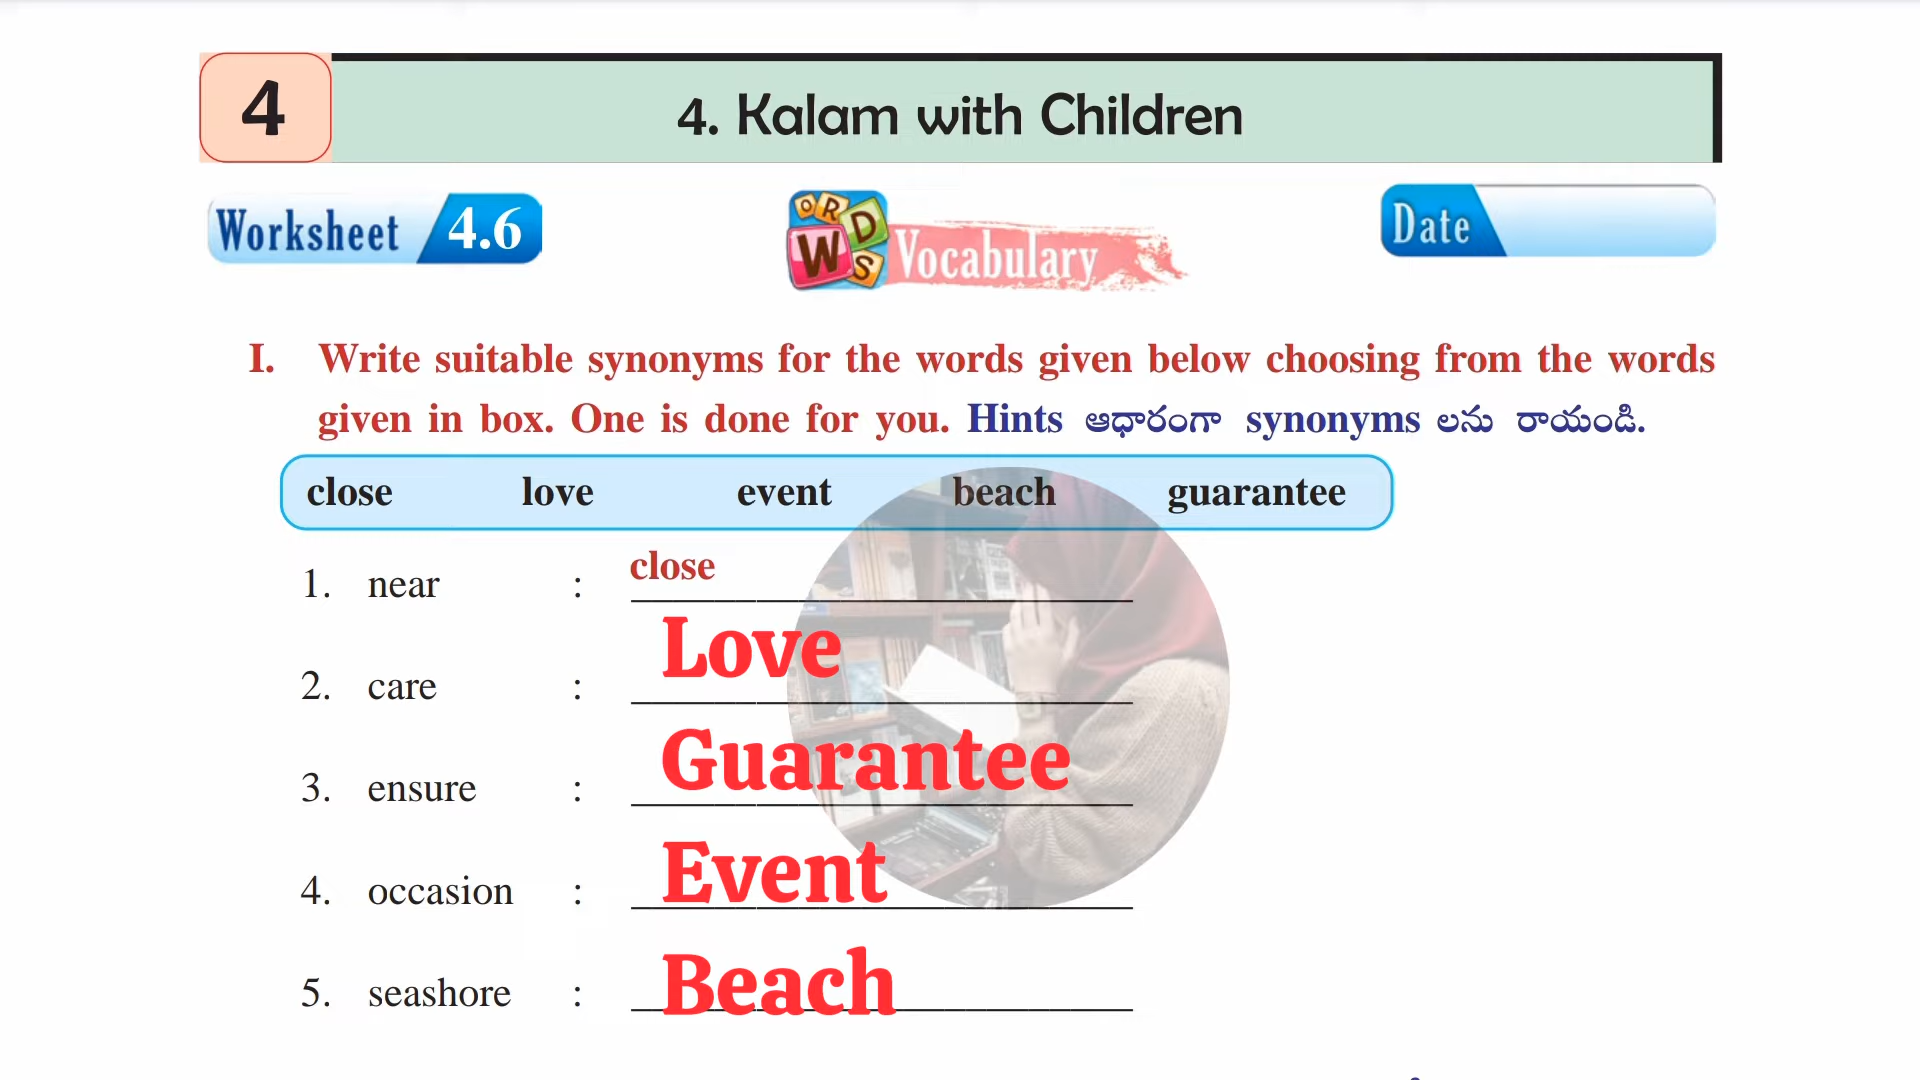 4
4. Kalam with Children
Worksheet 4.6
WORDS
Vocabulary
Date
I. Write suitable synonyms for the words given below choosing from the words
given in box. One is done for you. Hints ఆధారంగా synonyms లను రాయండి.
close love event beach guarantee
1. near : close
2. care : Love
3. ensure : Guarantee
4. occasion : Event
5. seashore : Beach